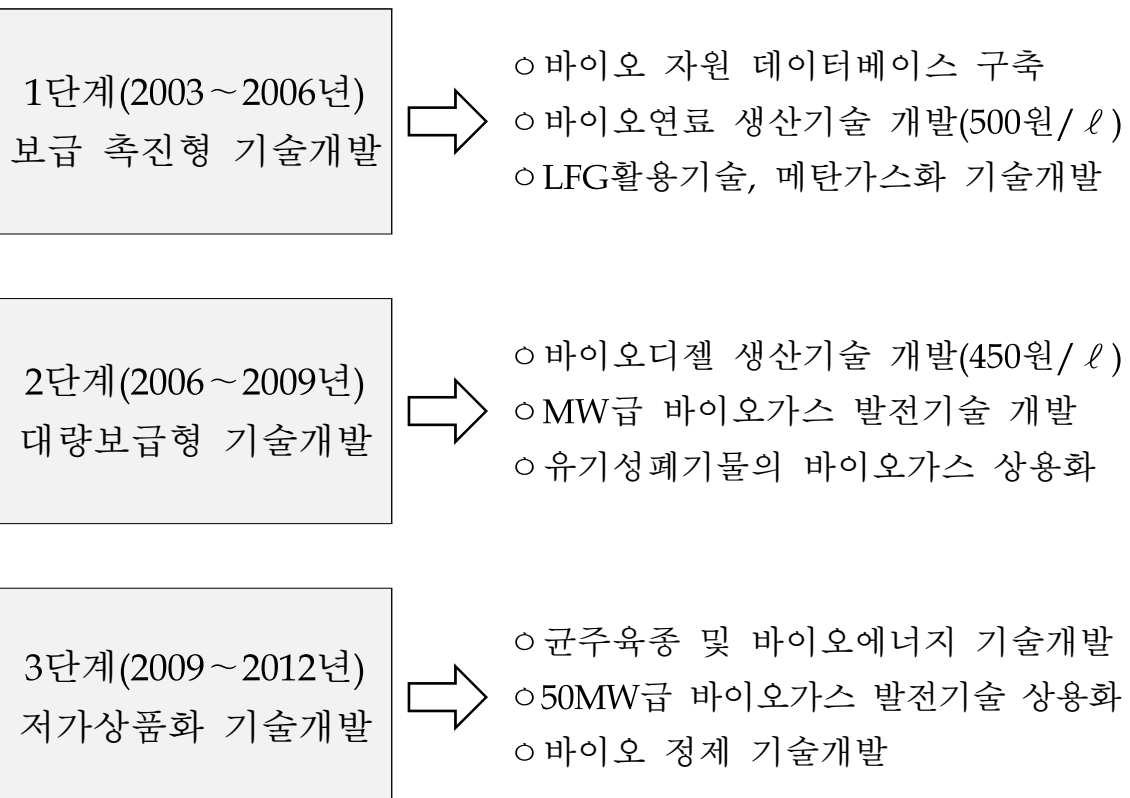 1단계(2003～2006년)
보급 촉진형 기술개발
○바이오 자원 데이터베이스 구축
○바이오연료 생산기술 개발(500원/ℓ)
○LFG활용기술, 메탄가스화 기술개발
2단계(2006～2009년)
대량보급형 기술개발
○바이오디젤 생산기술 개발(450원/ℓ)
○MW급 바이오가스 발전기술 개발
○유기성폐기물의 바이오가스 상용화
3단계(2009～2012년)
저가상품화 기술개발
○균주육종 및 바이오에너지 기술개발
○50MW급 바이오가스 발전기술 상용화
○바이오 정제 기술개발